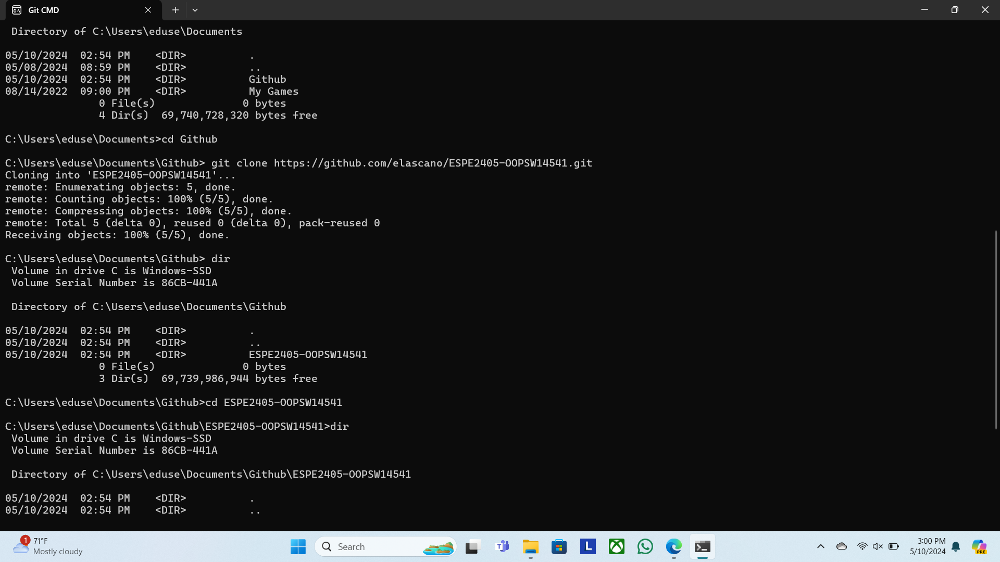 Git CMD
 Directory of C:\Users\eduse\Documents
05/10/2024  02:54 PM    <DIR>          .
05/08/2024  08:59 PM    <DIR>          ..
05/10/2024  02:54 PM    <DIR>          Github
08/14/2022  09:00 PM    <DIR>          My Games
               0 File(s)              0 bytes
               4 Dir(s)  69,740,728,320 bytes free
C:\Users\eduse\Documents>cd Github
C:\Users\eduse\Documents\Github> git clone https://github.com/elascano/ESPE2405-OOPSW14541.git
Cloning into 'ESPE2405-OOPSW14541'...
remote: Enumerating objects: 5, done.
remote: Counting objects: 100% (5/5), done.
remote: Compressing objects: 100% (5/5), done.
remote: Total 5 (delta 0), reused 0 (delta 0), pack-reused 0
Receiving objects: 100% (5/5), done.
C:\Users\eduse\Documents\Github> dir
 Volume in drive C is Windows-SSD
 Volume Serial Number is 86CB-441A
 Directory of C:\Users\eduse\Documents\Github
05/10/2024  02:54 PM    <DIR>          .
05/10/2024  02:54 PM    <DIR>          ..
05/10/2024  02:54 PM    <DIR>          ESPE2405-OOPSW14541
               0 File(s)              0 bytes
               3 Dir(s)  69,739,986,944 bytes free
C:\Users\eduse\Documents\Github>cd ESPE2405-OOPSW14541
C:\Users\eduse\Documents\Github\ESPE2405-OOPSW14541>dir
 Volume in drive C is Windows-SSD
 Volume Serial Number is 86CB-441A
 Directory of C:\Users\eduse\Documents\Github\ESPE2405-OOPSW14541
05/10/2024  02:54 PM    <DIR>          .
05/10/2024  02:54 PM    <DIR>          ..
1
71°F
Mostly cloudy
Search
L
3:00 PM
5/10/2024
PRE